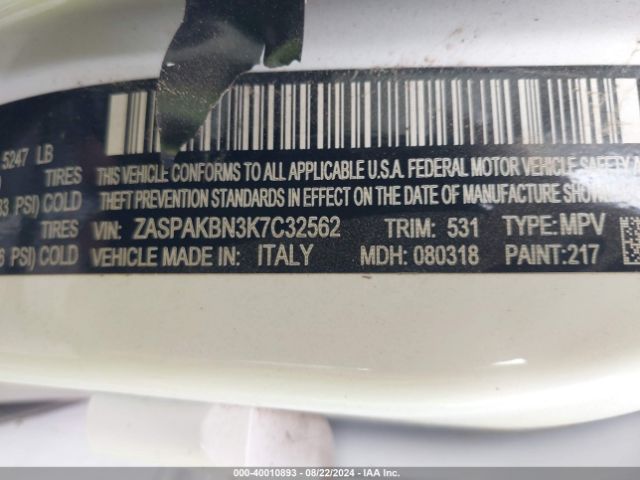 5247 LB
TIRES THIS VEHICLE CONFORMS TO ALL APPLICABLE U.S.A. FEDERAL MOTOR VEHICLE SAFETY
PSI) COLD THEFT PREVENTION STANDARDS IN EFFECT ON THE DATE OF MANUFACTURE SHOWN
TIRES VIN: ZASPAKBN3K7C32562 TRIM: 531 TYPE: MPV
PSI) COLD VEHICLE MADE IN: ITALY MDH: 080318 PAINT: 217
000-40010893 - 08/22/2024 - COPART, IAAI